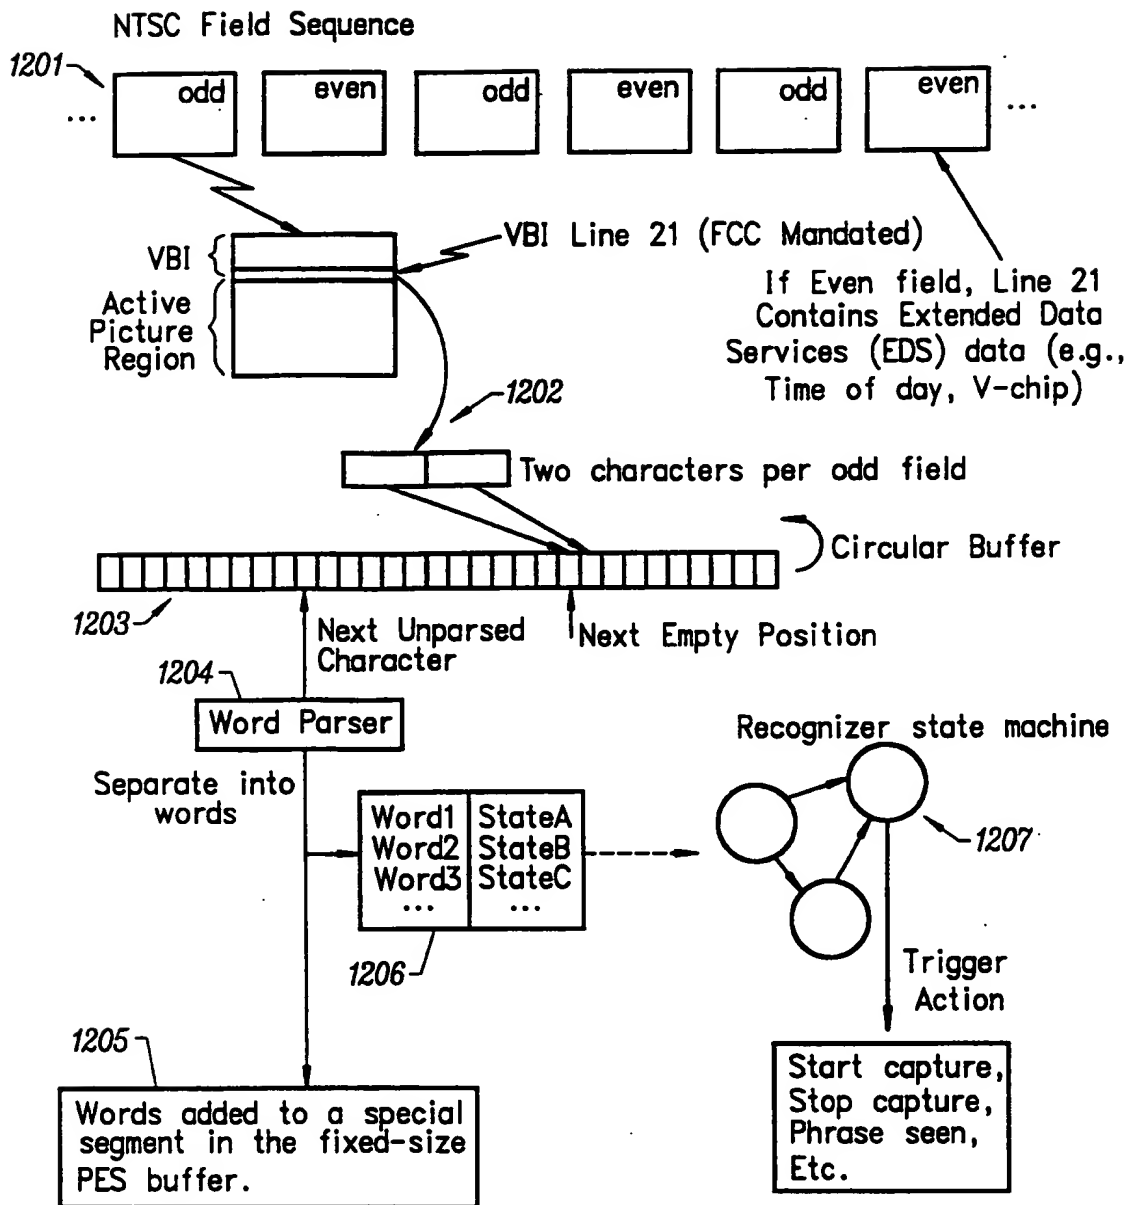 NTSC Field Sequence
1201
... odd even odd even odd even ...
VBI Line 21 (FCC Mandated)
VBI
Active
Picture
Region
If Even field, Line 21
Contains Extended Data
Services (EDS) data (e.g.,
Time of day, V-chip)
1202
Two characters per odd field
Circular Buffer
1203
Next Unparsed
Character
Next Empty Position
1204
Word Parser
Separate into
words
Recognizer state machine
Word1 StateA
Word2 StateB
Word3 StateC
... ...
1206
1207
Trigger
Action
1205
Words added to a special
segment in the fixed-size
PES buffer.
Start capture,
Stop capture,
Phrase seen,
Etc.